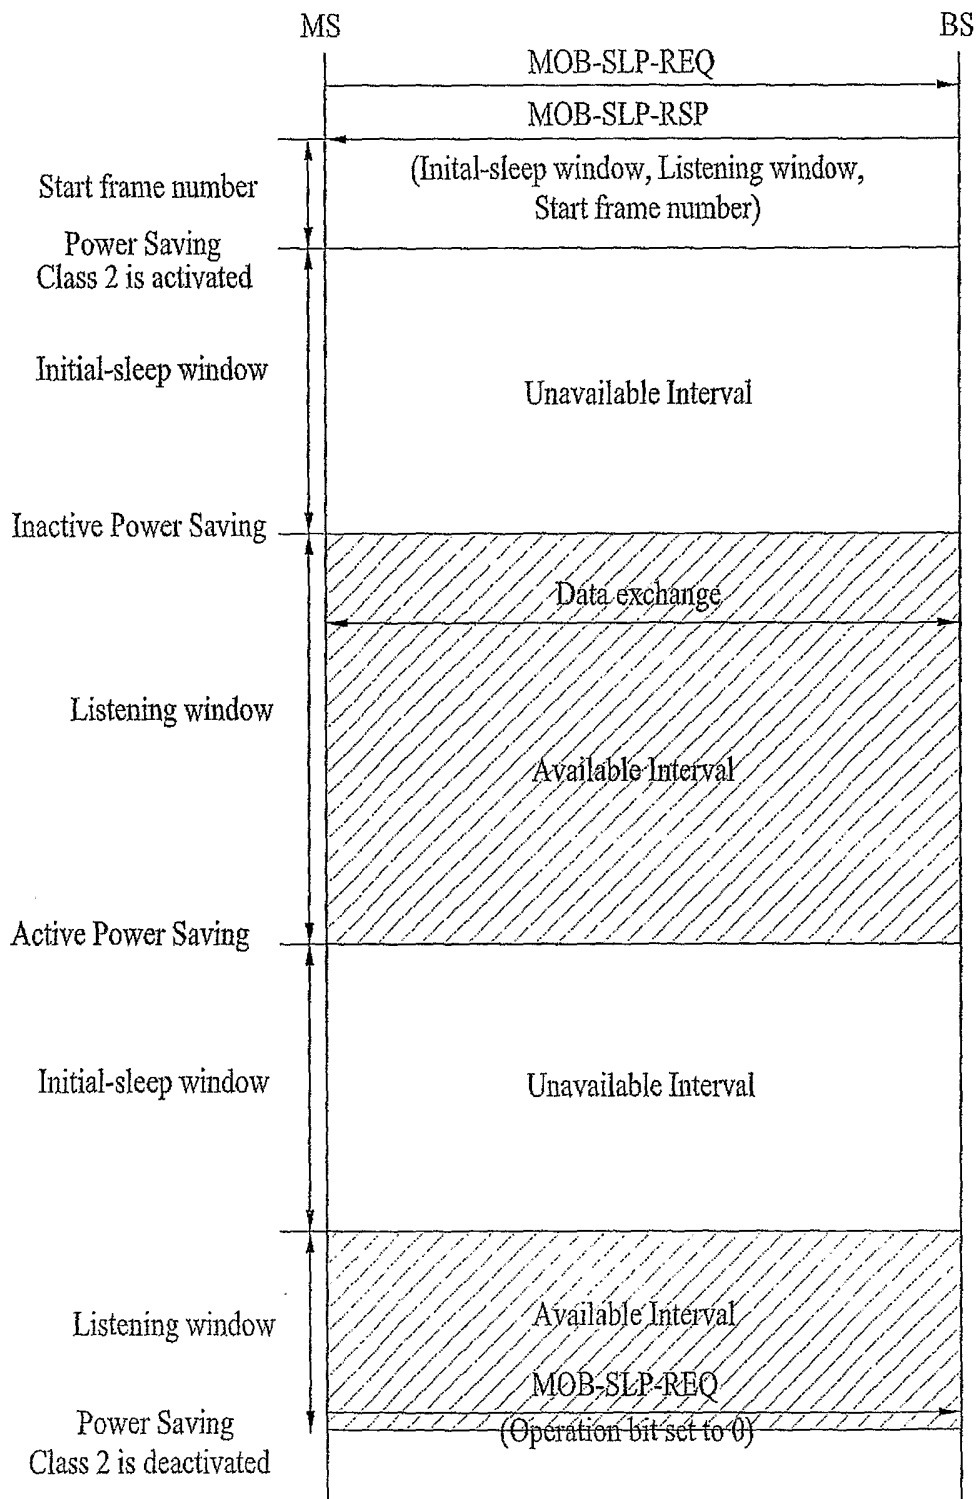 MS
BS
MOB-SLP-REQ
MOB-SLP-RSP
(Inital-sleep window, Listening window,
Start frame number)
Start frame number
Power Saving
Class 2 is activated
Initial-sleep window
Unavailable Interval
Inactive Power Saving
Data exchange
Listening window
Available Interval
Active Power Saving
Initial-sleep window
Unavailable Interval
Listening window
Available Interval
MOB-SLP-REQ
(Operation bit set to 0)
Power Saving
Class 2 is deactivated